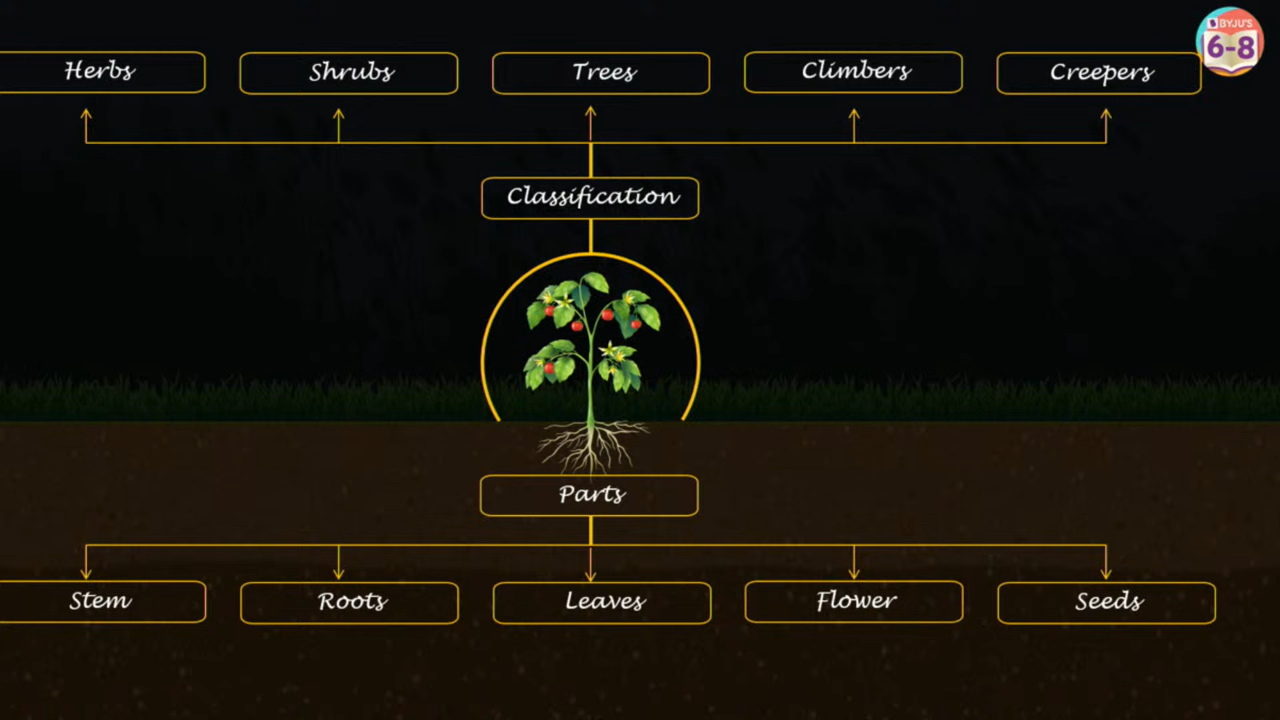 BYJU'S
6-8
Herbs
Shrubs
Trees
Climbers
Creepers
Classification
Parts
Stem
Roots
Leaves
Flower
Seeds